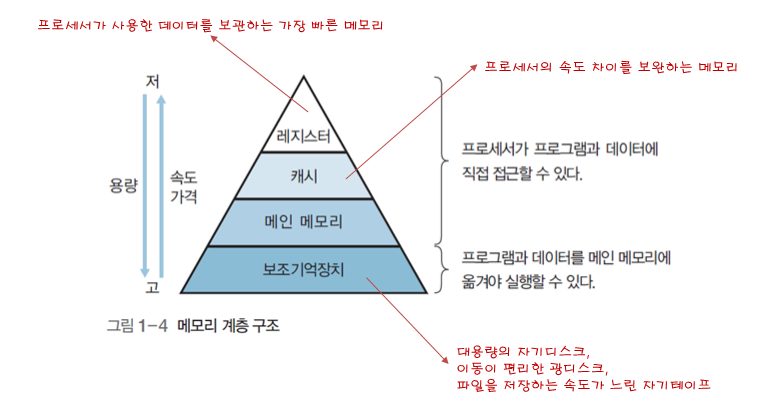 프로세서가 사용한 데이터를 보관하는 가장 빠른 메모리
프로세서의 속도 차이를 보완하는 메모리
저
레지스터
캐시
메인 메모리
보조기억장치
용량
속도
가격
고
프로세서가 프로그램과 데이터에
직접 접근할 수 있다.
프로그램과 데이터를 메인 메모리에
옮겨야 실행할 수 있다.
그림 1-4 메모리 계층 구조
대용량의 자기디스크,
이동이 편리한 광디스크,
파일을 저장하는 속도가 느린 자기테이프